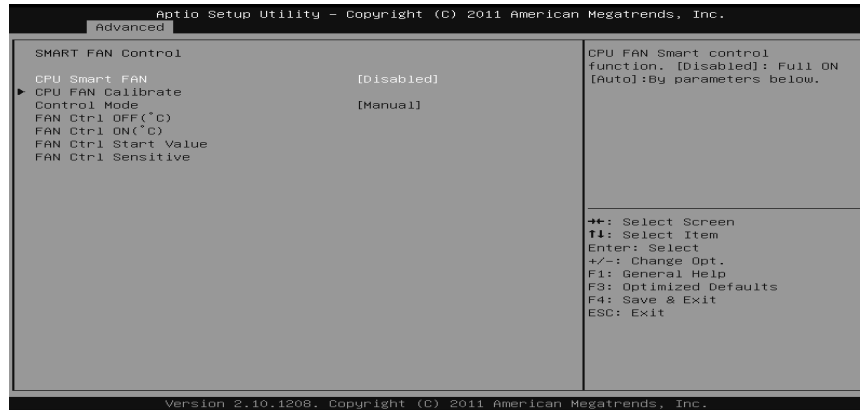 Aptio Setup Utility – Copyright (C) 2011 American Megatrends, Inc.
Advanced
SMART FAN Control
CPU Smart FAN [Disabled]
► CPU FAN Calibrate
Control Mode [Manual]
FAN Ctrl OFF(°C)
FAN Ctrl ON(°C)
FAN Ctrl Start Value
FAN Ctrl Sensitive
CPU FAN Smart control
function. [Disabled]: Full ON
[Auto]:By parameters below.
→←: Select Screen
↑↓: Select Item
Enter: Select
+/-: Change Opt.
F1: General Help
F3: Optimized Defaults
F4: Save & Exit
ESC: Exit
Version 2.10.1208. Copyright (C) 2011 American Megatrends, Inc.